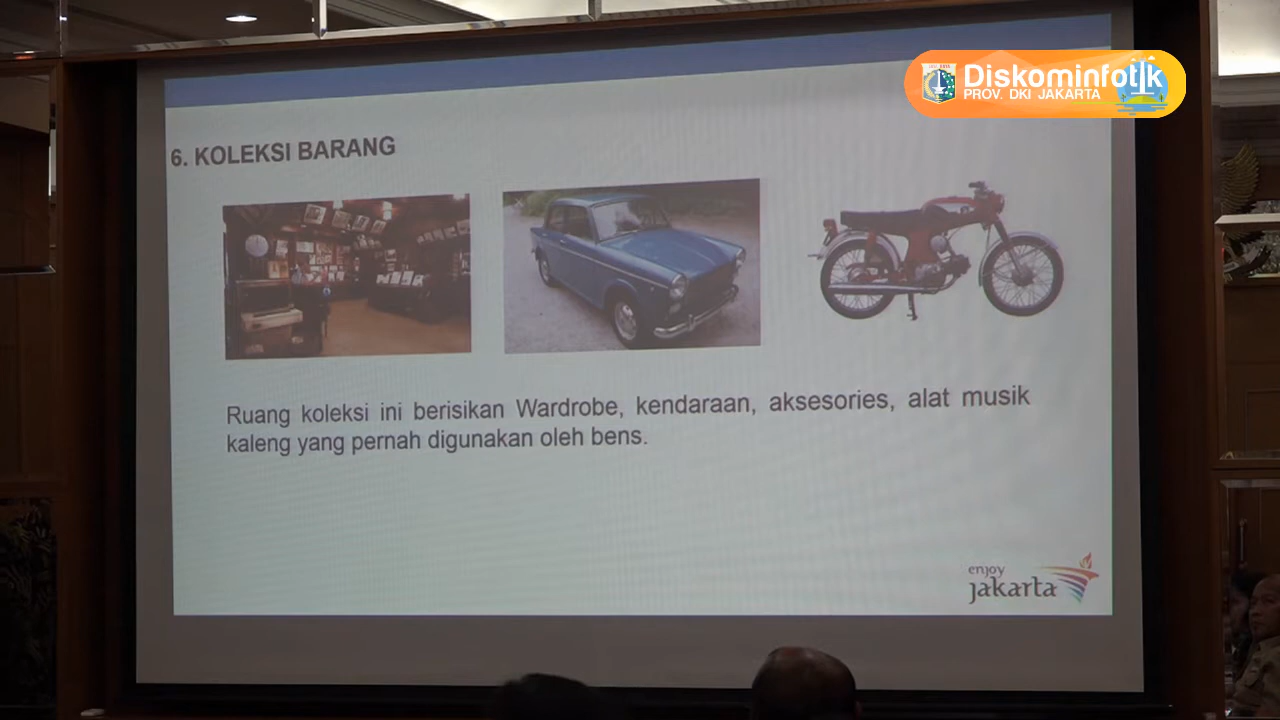 Diskominfotik
PROV. DKI JAKARTA
6. KOLEKSI BARANG
Ruang koleksi ini berisikan Wardrobe, kendaraan, aksesories, alat musik
kaleng yang pernah digunakan oleh bens.
enjoy
jakarta